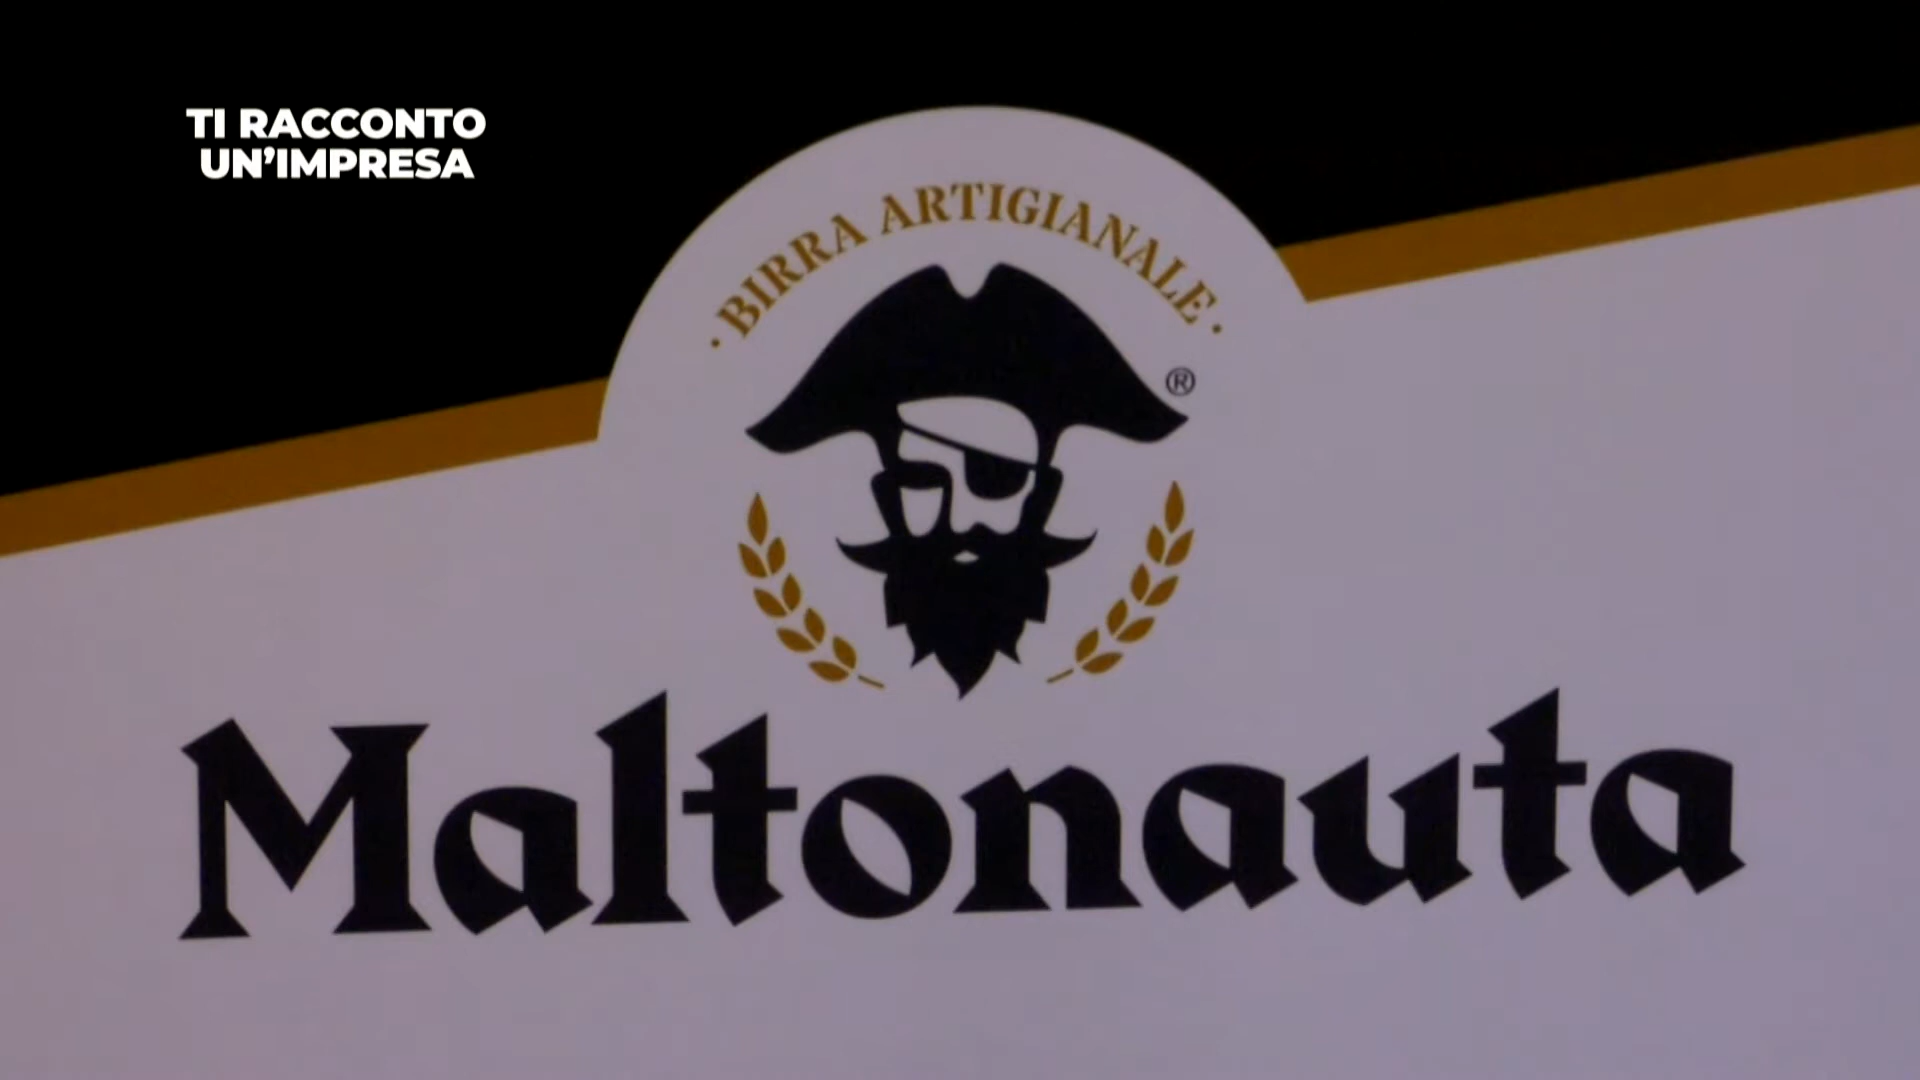 TI RACCONTO
UN'IMPRESA
· BIRRA ARTIGIANALE ·
®
Maltonauta